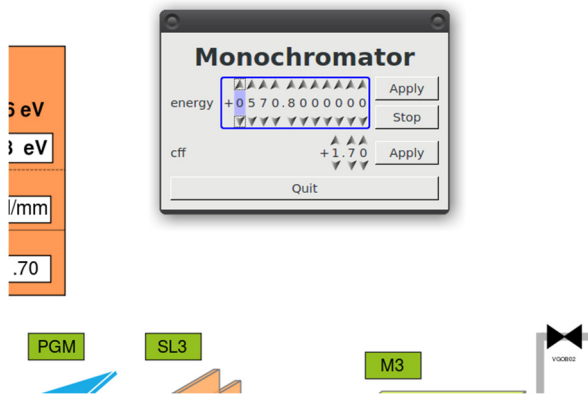 Monochromator
energy +0570.8000000 Apply
Stop
cff +1.70 Apply
Quit
eV
eV
/mm
.70
PGM
SL3
M3
VGOB02